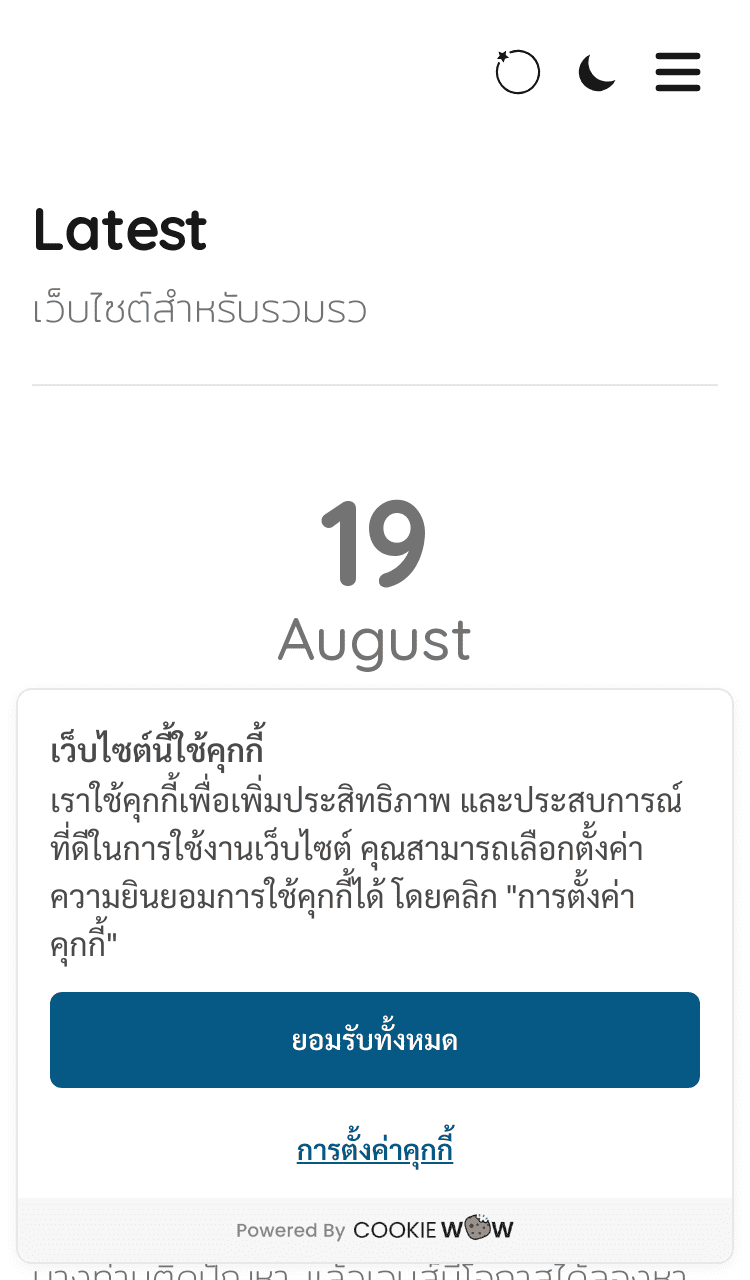 Latest
เว็บไซต์สำหรับรวมรว
19
August
เว็บไซต์นี้ใช้คุกกี้
เราใช้คุกกี้เพื่อเพิ่มประสิทธิภาพ และประสบการณ์
ที่ดีในการใช้งานเว็บไซต์ คุณสามารถเลือกตั้งค่า
ความยินยอมการใช้คุกกี้ได้ โดยคลิก "การตั้งค่า
คุกกี้"
ยอมรับทั้งหมด
การตั้งค่าคุกกี้
Powered By COOKIE WOW